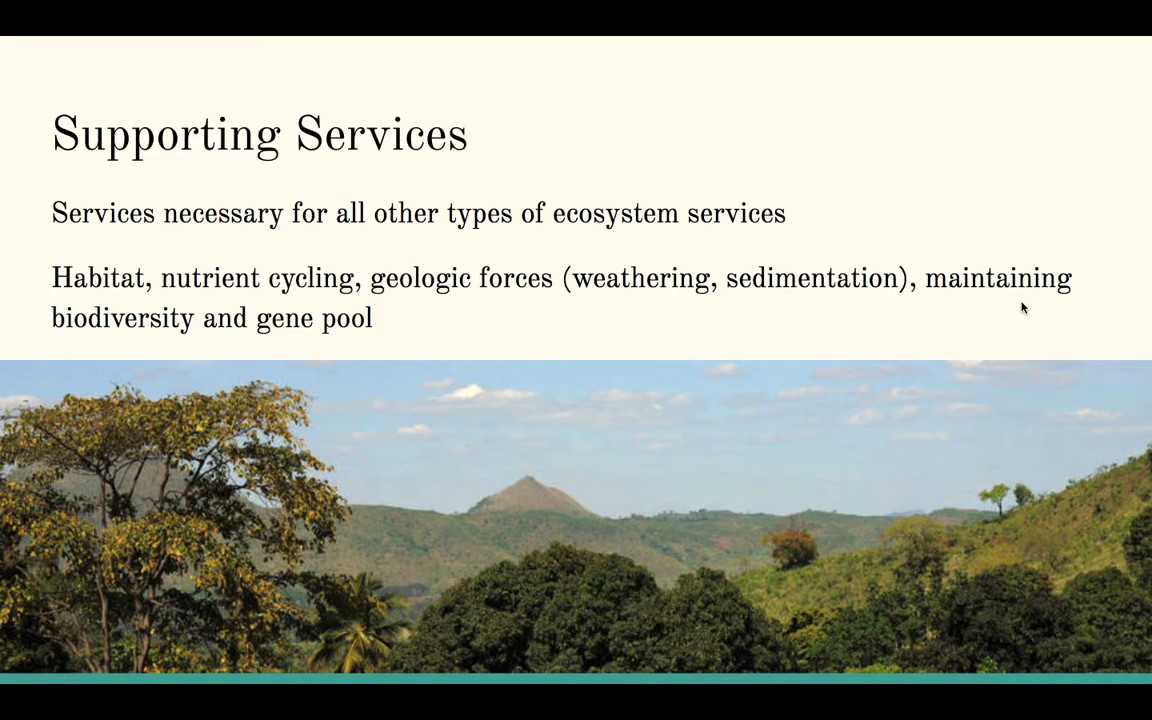 Supporting Services
Services necessary for all other types of ecosystem services
Habitat, nutrient cycling, geologic forces (weathering, sedimentation), maintaining
biodiversity and gene pool